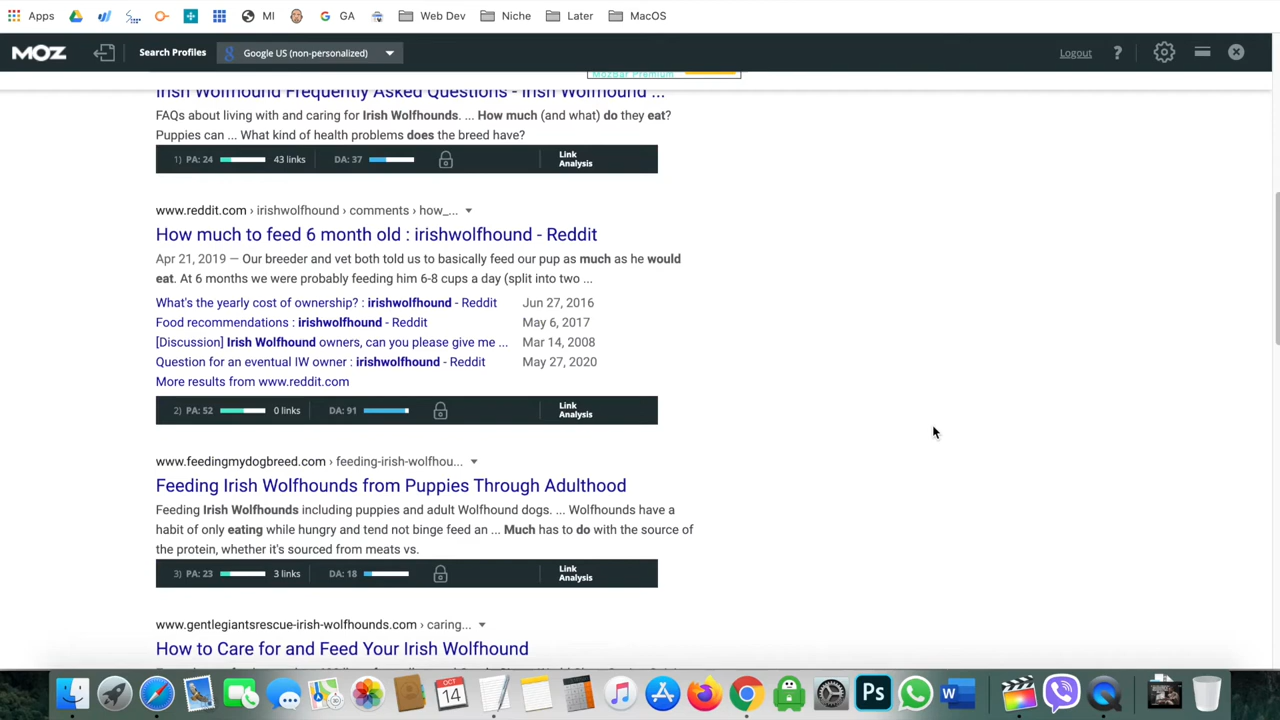 Apps MI GA Web Dev Niche Later MacOS
MOZ Search Profiles Google US (non-personalized) Logout ?
MozBar Premium
Irish Wolfhound Frequently Asked Questions - Irish Wolfhound ...
FAQs about living with and caring for Irish Wolfhounds. ... How much (and what) do they eat?
Puppies can ... What kind of health problems does the breed have?
1) PA: 24 43 links DA: 37 Link Analysis
www.reddit.com › irishwolfhound › comments › how_...
How much to feed 6 month old : irishwolfhound - Reddit
Apr 21, 2019 — Our breeder and vet both told us to basically feed our pup as much as he would
eat. At 6 months we were probably feeding him 6-8 cups a day (split into two ...
What's the yearly cost of ownership? : irishwolfhound - Reddit Jun 27, 2016
Food recommendations : irishwolfhound - Reddit May 6, 2017
[Discussion] Irish Wolfhound owners, can you please give me ... Mar 14, 2008
Question for an eventual IW owner : irishwolfhound - Reddit May 27, 2020
More results from www.reddit.com
2) PA: 52 0 links DA: 91 Link Analysis
www.feedingmydogbreed.com › feeding-irish-wolfhou...
Feeding Irish Wolfhounds from Puppies Through Adulthood
Feeding Irish Wolfhounds including puppies and adult Wolfhound dogs. ... Wolfhounds have a
habit of only eating while hungry and tend not binge feed an ... Much has to do with the source of
the protein, whether it's sourced from meats vs.
3) PA: 23 3 links DA: 18 Link Analysis
www.gentlegiantsrescue-irish-wolfhounds.com › caring...
How to Care for and Feed Your Irish Wolfhound
OCT
14
Ps
W